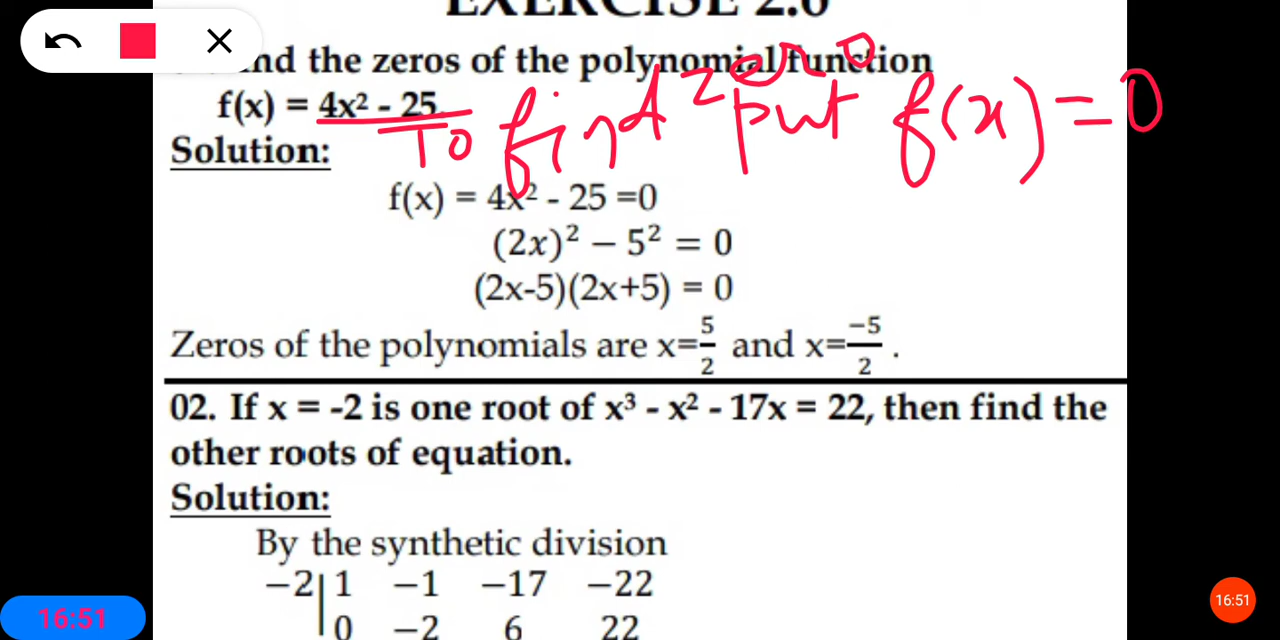 EXERCISE 2.6
nd the zeros of the polynomial function
f(x) = 4x² - 25.
To find zero put f(x) = 0
Solution:
f(x) = 4x² - 25 =0
(2x)² − 5² = 0
(2x-5)(2x+5) = 0
Zeros of the polynomials are x=5/2 and x=−5/2 .
02. If x = -2 is one root of x³ - x² - 17x = 22, then find the
other roots of equation.
Solution:
By the synthetic division
−2| 1 −1 −17 −22
0 −2 6 22
16:51
16:51